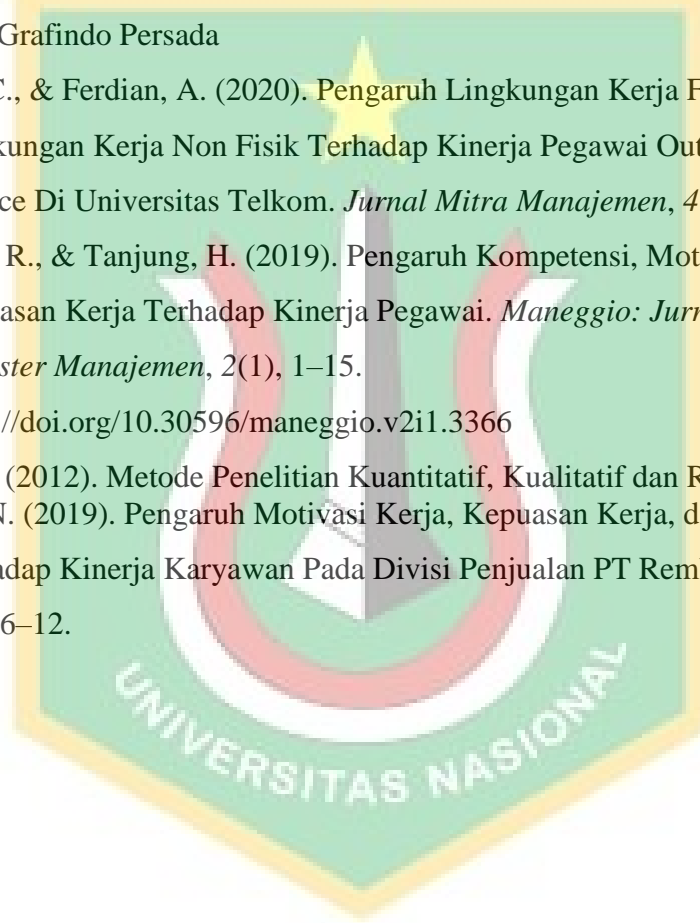 Grafindo Persada
C., & Ferdian, A. (2020). Pengaruh Lingkungan Kerja F
kungan Kerja Non Fisik Terhadap Kinerja Pegawai Out
ce Di Universitas Telkom. Jurnal Mitra Manajemen, 4
R., & Tanjung, H. (2019). Pengaruh Kompetensi, Mot
asan Kerja Terhadap Kinerja Pegawai. Maneggio: Jurn
ster Manajemen, 2(1), 1–15.
//doi.org/10.30596/maneggio.v2i1.3366
(2012). Metode Penelitian Kuantitatif, Kualitatif dan R
N. (2019). Pengaruh Motivasi Kerja, Kepuasan Kerja, d
adap Kinerja Karyawan Pada Divisi Penjualan PT Rem
6–12.
UNIVERSITAS NASIONAL